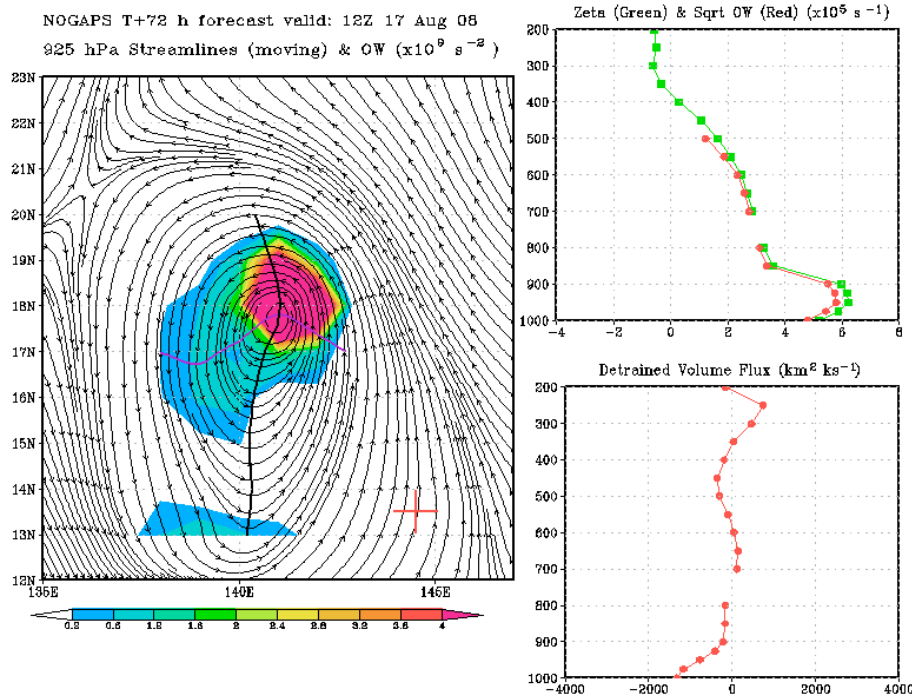 NOGAPS T+72 h forecast valid: 12Z 17 Aug 08
925 hPa Streamlines (moving) & OW (x10⁹ s⁻²)
23N
22N
21N
20N
19N
18N
17N
16N
15N
14N
13N
12N
135E 140E 145E
0.2 0.6 1.2 1.6 2 2.4 2.8 3.2 3.6 4
Zeta (Green) & Sqrt OW (Red) (x10⁵ s⁻¹)
200
300
400
500
600
700
800
900
1000
-4 -2 0 2 4 6 8
Detrained Volume Flux (km² ks⁻¹)
200
300
400
500
600
700
800
900
1000
-4000 -2000 0 2000 4000